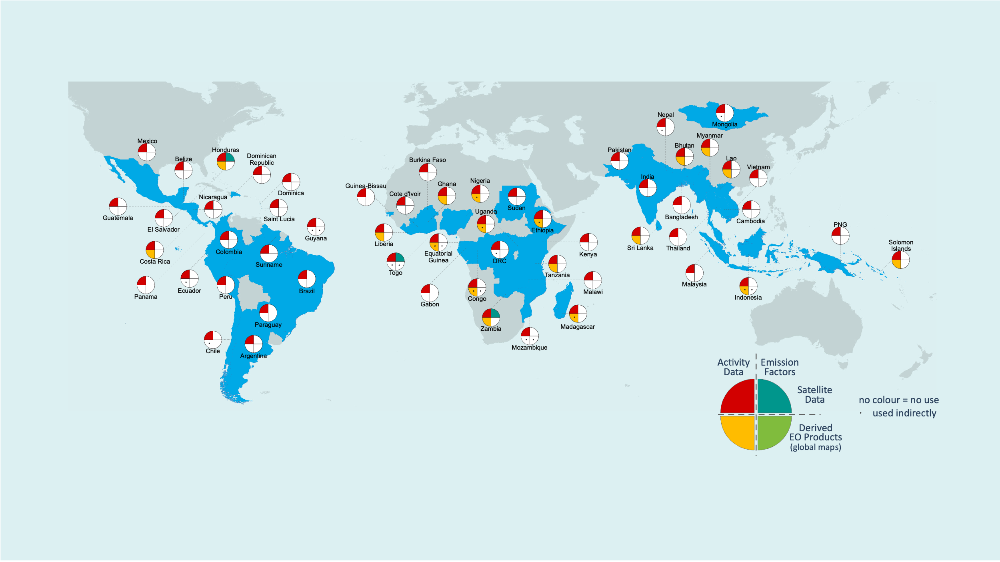 Mexico
Belize
Honduras
Dominican
Republic
Dominica
Guatemala
El Salvador
Nicaragua
Saint Lucia
Guyana
Costa Rica
Colombia
Suriname
Panama
Ecuador
Peru
Brazil
Paraguay
Chile
Argentina
Burkina Faso
Guinea-Bissau
Cote d'Ivoir
Ghana
Nigeria
Sudan
Uganda
Ethiopia
Liberia
Equatorial
Guinea
Togo
DRC
Kenya
Tanzania
Gabon
Congo
Malawi
Zambia
Madagascar
Mozambique
Nepal
Mongolia
Myanmar
Pakistan
Bhutan
Lao
Vietnam
India
Bangladesh
Cambodia
Sri Lanka
Thailand
PNG
Solomon
Islands
Malaysia
Indonesia
Activity
Data
Emission
Factors
Satellite
Data
Derived
EO Products
(global maps)
no colour = no use
· used indirectly